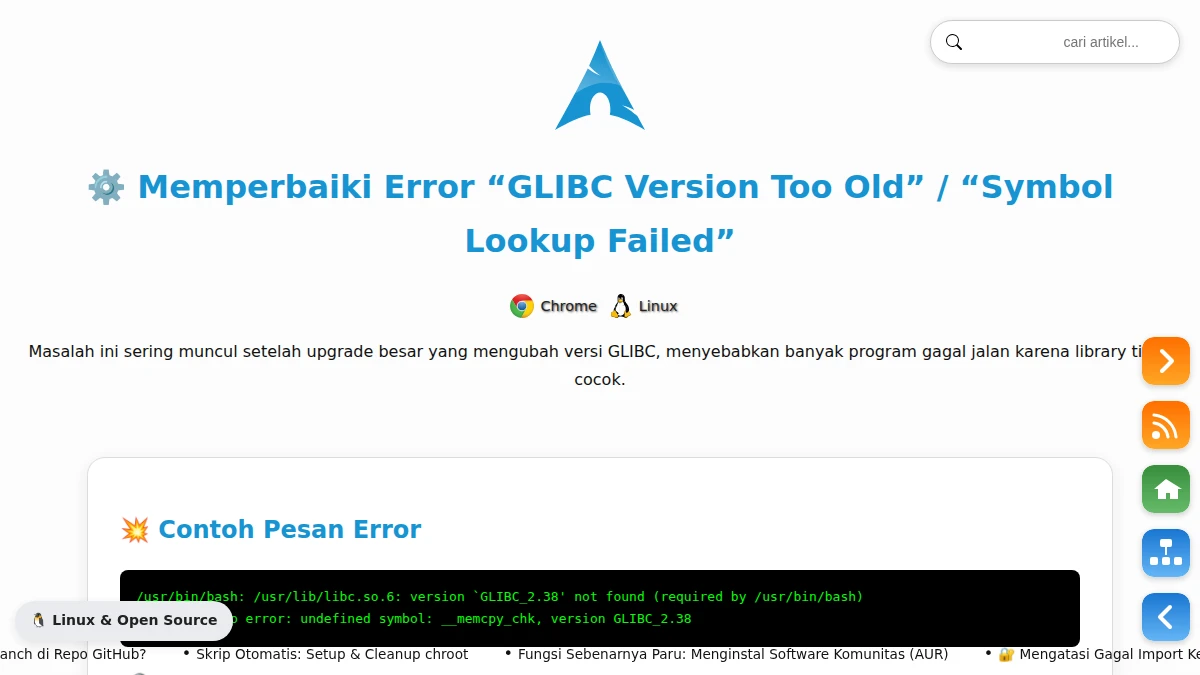 cari artikel...
⚙️ Memperbaiki Error “GLIBC Version Too Old” / “Symbol
Lookup Failed”
Chrome Linux
Masalah ini sering muncul setelah upgrade besar yang mengubah versi GLIBC, menyebabkan banyak program gagal jalan karena library
cocok.
💥 Contoh Pesan Error
/usr/bin/bash: /usr/lib/libc.so.6: version `GLIBC_2.38' not found (required by /usr/bin/bash)
error: undefined symbol: __memcpy_chk, version GLIBC_2.38
🐧 Linux & Open Source
anch di Repo GitHub? • Skrip Otomatis: Setup & Cleanup chroot • Fungsi Sebenarnya Paru: Menginstal Software Komunitas (AUR) • 🔐 Mengatasi Gagal Import Ke